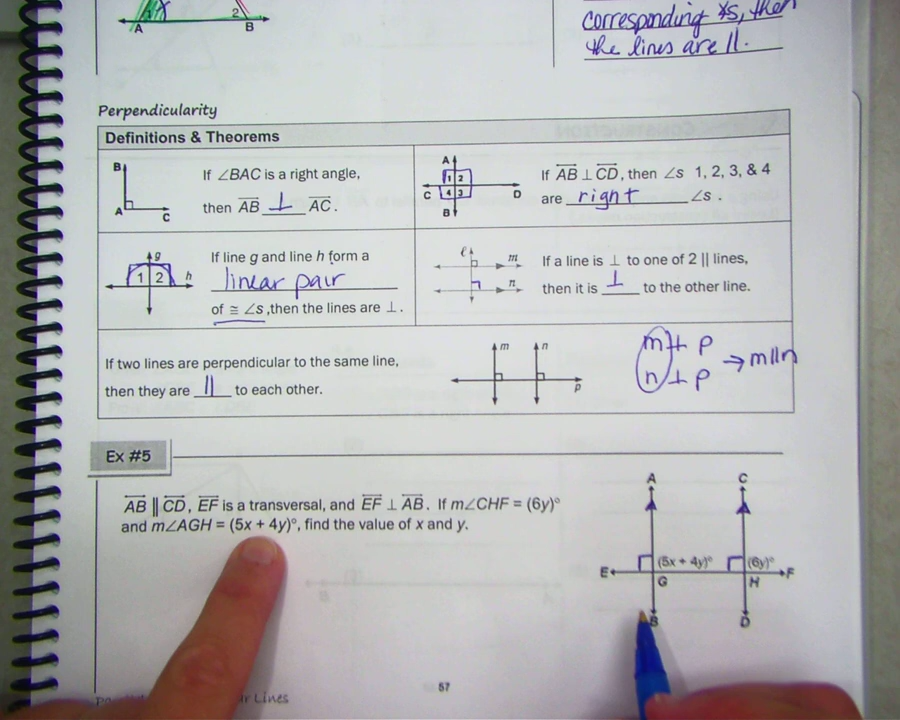 1
2
A
B
corresponding ∡s, then
the lines are ||.
Perpendicularity
Definitions & Theorems
B
A
C
If ∠BAC is a right angle,
then AB ⊥ AC.
A
1 2
C
4 3
D
B
If AB ⊥ CD, then ∠s 1, 2, 3, & 4
are right ∠s.
g
1 2
h
If line g and line h form a
linear pair
of ≅ ∠s, then the lines are ⊥.
ℓ
m
n
If a line is ⊥ to one of 2 || lines,
then it is ⊥ to the other line.
If two lines are perpendicular to the same line,
then they are || to each other.
m
n
p
m ⊥ p
n ⊥ p
→ m||n
Ex #5
AB || CD, EF is a transversal, and EF ⊥ AB. If m∠CHF = (6y)°
and m∠AGH = (5x + 4y)°, find the value of x and y.
A
C
E
(5x + 4y)°
(6y)°
F
G
H
B
D
57
Lines